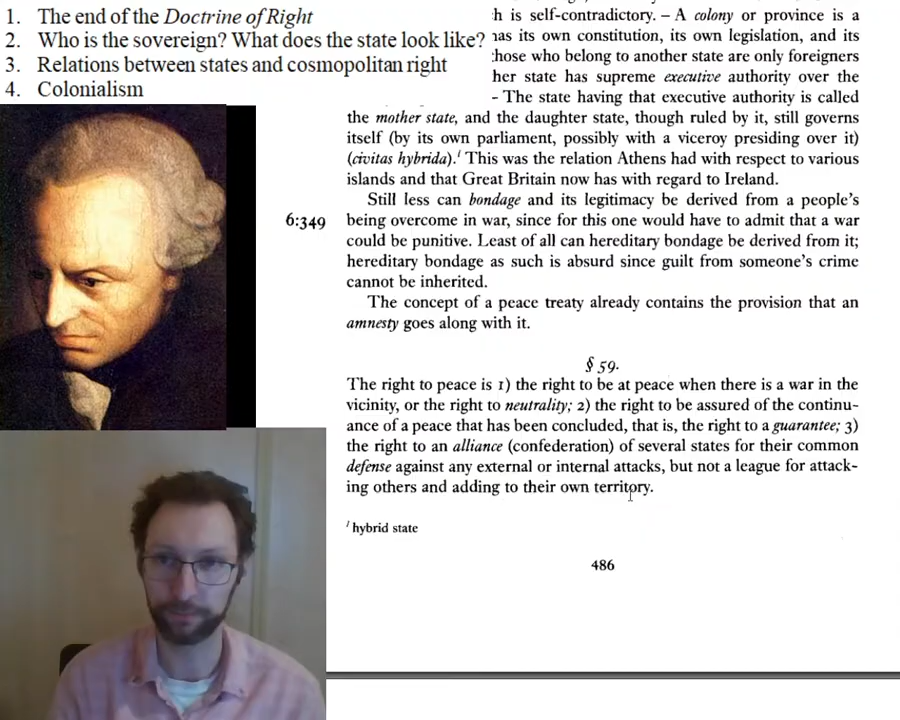 1. The end of the Doctrine of Right
2. Who is the sovereign? What does the state look like?
3. Relations between states and cosmopolitan right
4. Colonialism
h is self-contradictory. – A colony or province is a
has its own constitution, its own legislation, and its
those who belong to another state are only foreigners
her state has supreme executive authority over the
– The state having that executive authority is called
the mother state, and the daughter state, though ruled by it, still governs
itself (by its own parliament, possibly with a viceroy presiding over it)
(civitas hybrida).l This was the relation Athens had with respect to various
islands and that Great Britain now has with regard to Ireland.
Still less can bondage and its legitimacy be derived from a people's
6:349 being overcome in war, since for this one would have to admit that a war
could be punitive. Least of all can hereditary bondage be derived from it;
hereditary bondage as such is absurd since guilt from someone's crime
cannot be inherited.
The concept of a peace treaty already contains the provision that an
amnesty goes along with it.
§ 59.
The right to peace is 1) the right to be at peace when there is a war in the
vicinity, or the right to neutrality; 2) the right to be assured of the continu-
ance of a peace that has been concluded, that is, the right to a guarantee; 3)
the right to an alliance (confederation) of several states for their common
defense against any external or internal attacks, but not a league for attack-
ing others and adding to their own territory.
l hybrid state
486